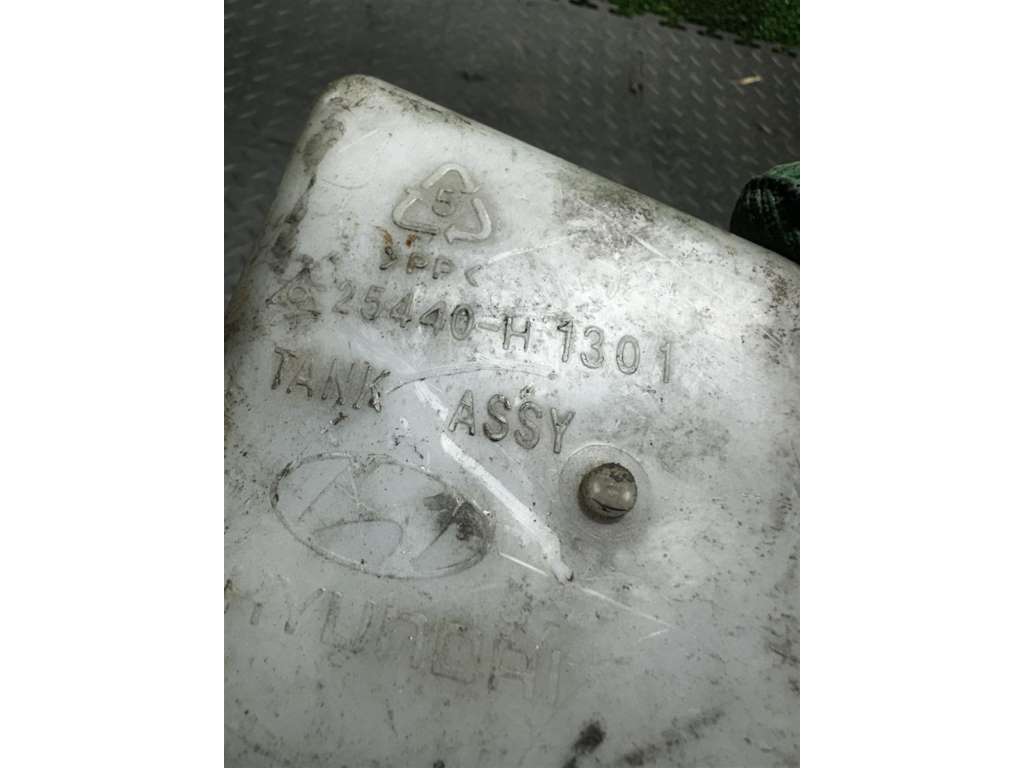 5
>PP<
25440-H1301
TANK ASSY
HYUNDAI